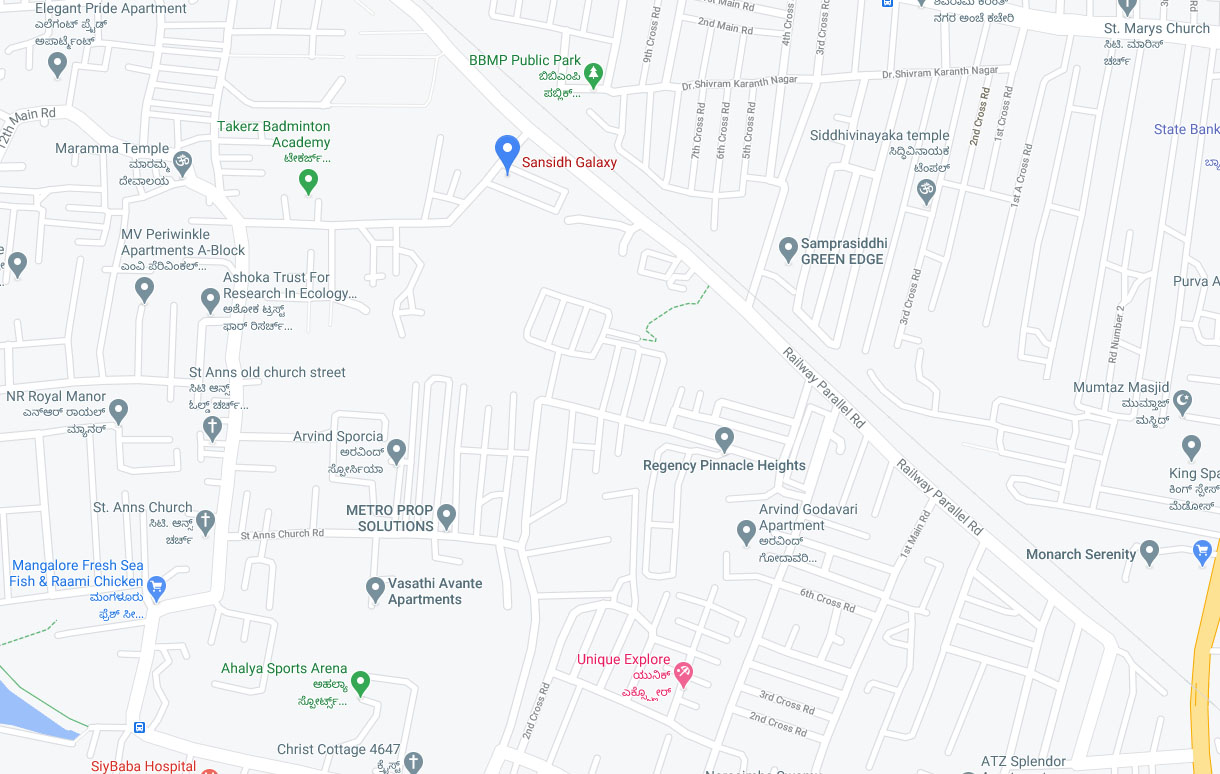 Elegant Pride Apartment
ಎಲೆಗೆಂಟ್ ಪ್ರೈಡ್
ಅಪಾರ್ಟ್ಮೆಂಟ್
9th Cross Rd
2nd Main Rd
4th Cross
3rd Cross
ನಗರ ಅಂಚೆ ಕಚೇರಿ
St. Marys Church
ಸಿಟಿ. ಮಾರಿಸ್
ಚರ್ಚ್
BBMP Public Park
ಬಿಬಿಎಂಪಿ
ಪಬ್ಲಿಕ್...
Dr.Shivram Karanth Nagar
Dr.Shivram Karanth Nagar
12th Main Rd
Takerz Badminton
Academy
ಟೇಕರ್ಜ್...
7th Cross Rd
6th Cross Rd
5th Cross Rd
2nd Cross Rd
1st Cross Rd
1st A Cross Rd
State Bank
Maramma Temple
ಮಾರಮ್ಮ
ದೇವಾಲಯ
Sansidh Galaxy
Siddhivinayaka temple
ಸಿದ್ಧಿವಿನಾಯಕ
ಟೆಂಪಲ್
MV Periwinkle
Apartments A-Block
ಎಂವಿ ಪೆರಿವಿಂಕಲ್...
Samprasiddhi
GREEN EDGE
Ashoka Trust For
Research In Ecology...
ಅಶೋಕ ಟ್ರಸ್ಟ್
ಫಾರ್ ರಿಸರ್ಚ್...
Purva A
3rd Cross Rd
Rd Number 2
St Anns old church street
ಸಿಟಿ ಆನ್ಸ್
ಓಲ್ಡ್ ಚರ್ಚ್...
Railway Parallel Rd
NR Royal Manor
ಎನ್ಆರ್ ರಾಯಲ್
ಮ್ಯಾನರ್
Mumtaz Masjid
ಮುಮ್ತಾಜ್
ಮಸ್ಜಿದ್
Arvind Sporcia
ಅರವಿಂದ್
ಸ್ಪೋರ್ಸಿಯಾ
Regency Pinnacle Heights
Railway Parallel Rd
King Spa
ಕಿಂಗ್ ಸ್ಪೇಸ್
ಮೆಡೋಸ್
St. Anns Church
ಸಿಟಿ. ಆನ್ಸ್
ಚರ್ಚ್
METRO PROP
SOLUTIONS
Arvind Godavari
Apartment
ಅರವಿಂದ್
ಗೋದಾವರಿ...
1st Main Rd
St Anns Church Rd
Monarch Serenity
Mangalore Fresh Sea
Fish & Raami Chicken
ಮಂಗಳೂರು
ಫ್ರೆಶ್ ಸೀ...
Vasathi Avante
Apartments
6th Cross Rd
Ahalya Sports Arena
ಅಹಲ್ಯಾ
ಸ್ಪೋರ್ಟ್ಸ್...
Unique Explore
ಯುನಿಕ್
ಎಕ್ಸ್ಪ್ಲೋರ್
2nd Cross Rd
3rd Cross Rd
2nd Cross Rd
Christ Cottage 4647
ಕ್ರೈಸ್ಟ್
SiyBaba Hospital
ATZ Splendor